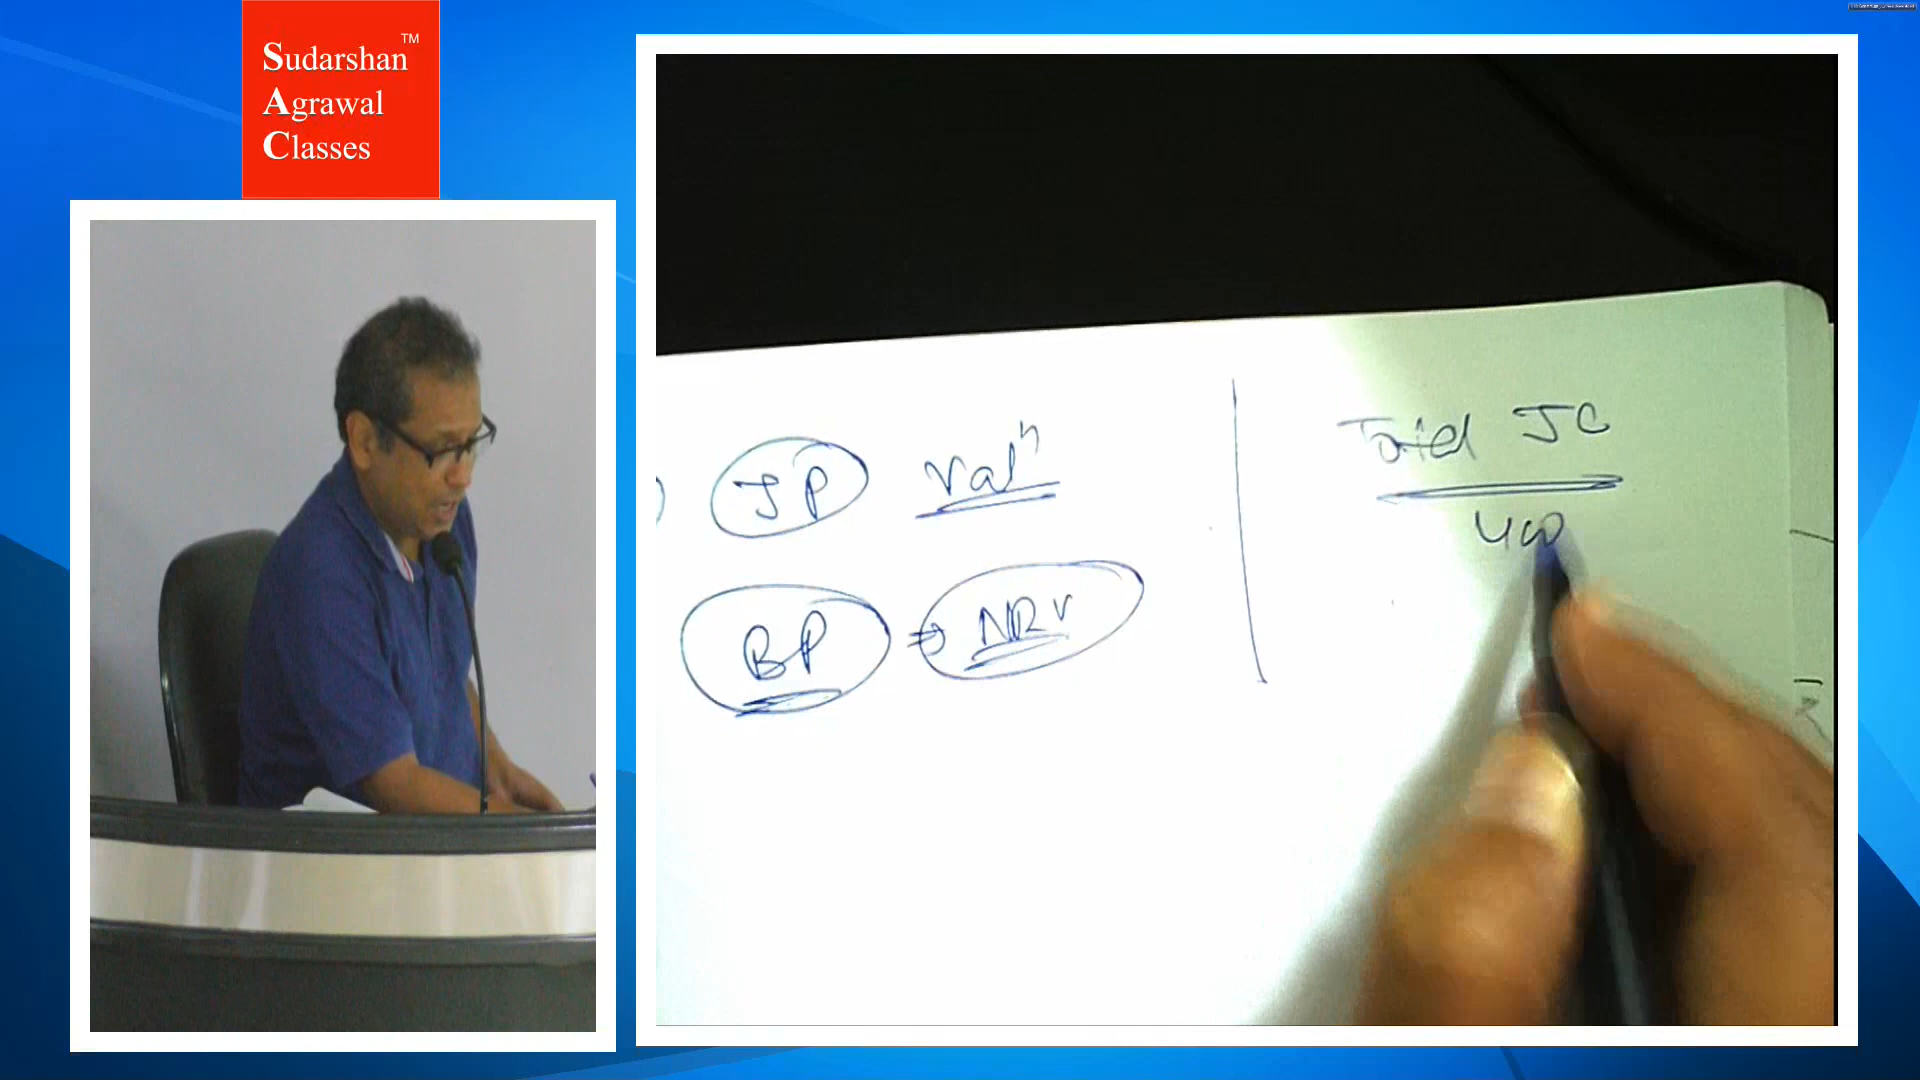 Sudarshan™
Agrawal
Classes
JP Valⁿ
BP ⇒ NRV
Total JC
400